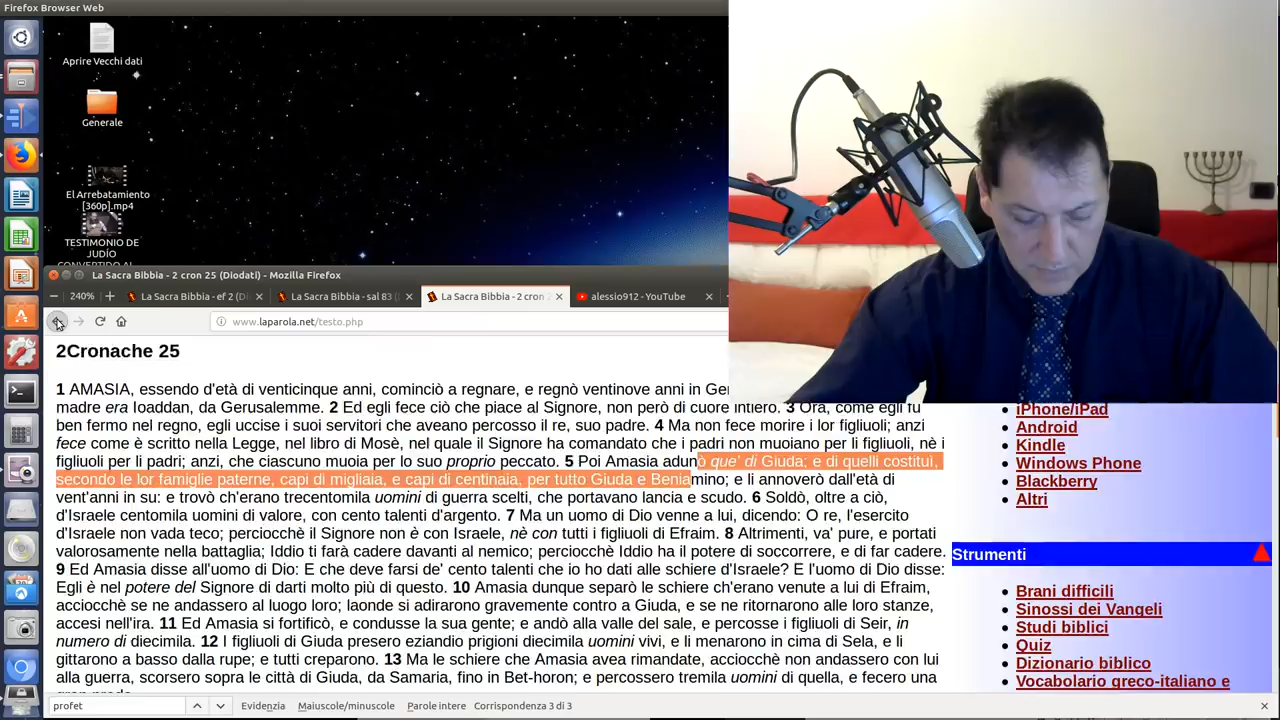 Firefox Browser Web
Aprire Vecchi dati
Generale
El Arrebatamiento
[360p].mp4
TESTIMONIO DE
JUDÍO
CONVERTIDO AL
La Sacra Bibbia - 2 cron 25 (Diodati) - Mozilla Firefox
240%
La Sacra Bibbia - ef 2 (Di
La Sacra Bibbia - sal 83 (
La Sacra Bibbia - 2 cron 2
alessio912 - YouTube
www.laparola.net/testo.php
2Cronache 25
1 AMASIA, essendo d'età di venticinque anni, cominciò a regnare, e regnò ventinove anni in Ger
madre era Ioaddan, da Gerusalemme. 2 Ed egli fece ciò che piace al Signore, non però di cuore intiero. 3 Ora, come egli fu
ben fermo nel regno, egli uccise i suoi servitori che aveano percosso il re, suo padre. 4 Ma non fece morire i lor figliuoli; anzi
fece come è scritto nella Legge, nel libro di Mosè, nel quale il Signore ha comandato che i padri non muoiano per li figliuoli, nè i
figliuoli per li padri; anzi, che ciascuno muoia per lo suo proprio peccato. 5 Poi Amasia adunò que' di Giuda; e di quelli costituì,
secondo le lor famiglie paterne, capi di migliaia, e capi di centinaia, per tutto Giuda e Beniamino; e li annoverò dall'età di
vent'anni in su: e trovò ch'erano trecentomila uomini di guerra scelti, che portavano lancia e scudo. 6 Soldò, oltre a ciò,
d'Israele centomila uomini di valore, con cento talenti d'argento. 7 Ma un uomo di Dio venne a lui, dicendo: O re, l'esercito
d'Israele non vada teco; perciocchè il Signore non è con Israele, nè con tutti i figliuoli di Efraim. 8 Altrimenti, va' pure, e portati
valorosamente nella battaglia; Iddio ti farà cadere davanti al nemico; perciocchè Iddio ha il potere di soccorrere, e di far cadere.
9 Ed Amasia disse all'uomo di Dio: E che deve farsi de' cento talenti che io ho dati alle schiere d'Israele? E l'uomo di Dio disse:
Egli è nel potere del Signore di darti molto più di questo. 10 Amasia dunque separò le schiere ch'erano venute a lui di Efraim,
acciocchè se ne andassero al luogo loro; laonde si adirarono gravemente contro a Giuda, e se ne ritornarono alle loro stanze,
accesi nell'ira. 11 Ed Amasia si fortificò, e condusse la sua gente; e andò alla valle del sale, e percosse i figliuoli di Seir, in
numero di diecimila. 12 I figliuoli di Giuda presero eziandio prigioni diecimila uomini vivi, e li menarono in cima di Sela, e li
gittarono a basso dalla rupe; e tutti creparono. 13 Ma le schiere che Amasia avea rimandate, acciocchè non andassero con lui
alla guerra, scorsero sopra le città di Giuda, da Samaria, fino in Bet-horon; e percossero tremila uomini di quella, e fecero una
gran preda
iPhone/iPad
Android
Kindle
Windows Phone
Blackberry
Altri
Strumenti
Brani difficili
Sinossi dei Vangeli
Studi biblici
Quiz
Dizionario biblico
Vocabolario greco-italiano e
profet
Evidenzia
Maiuscole/minuscole
Parole intere
Corrispondenza 3 di 3